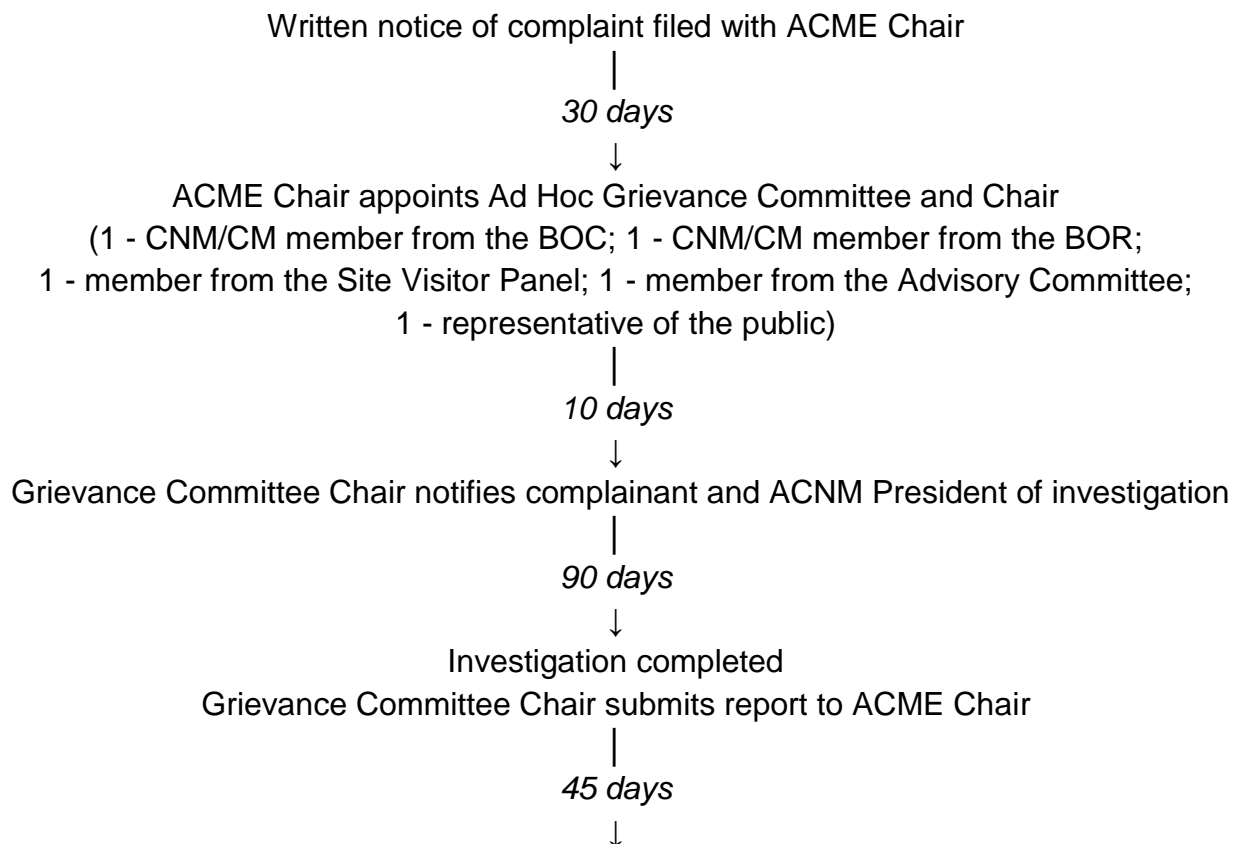 Written notice of complaint filed with ACME Chair
30 days
↓
ACME Chair appoints Ad Hoc Grievance Committee and Chair
(1 - CNM/CM member from the BOC; 1 - CNM/CM member from the BOR;
1 - member from the Site Visitor Panel; 1 - member from the Advisory Committee;
1 - representative of the public)
10 days
↓
Grievance Committee Chair notifies complainant and ACNM President of investigation
90 days
↓
Investigation completed
Grievance Committee Chair submits report to ACME Chair
45 days
↓